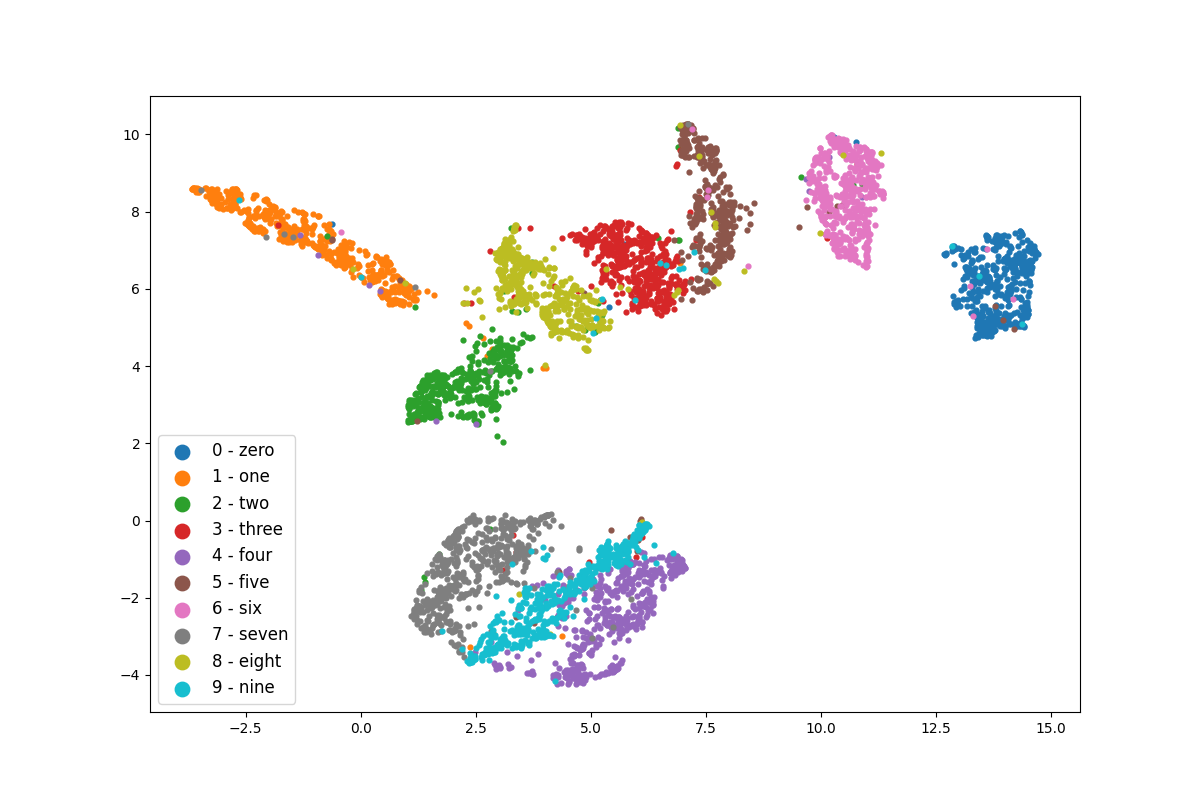 10
8
6
4
2
0
−2
−4
0 - zero
1 - one
2 - two
3 - three
4 - four
5 - five
6 - six
7 - seven
8 - eight
9 - nine
−2.5 0.0 2.5 5.0 7.5 10.0 12.5 15.0